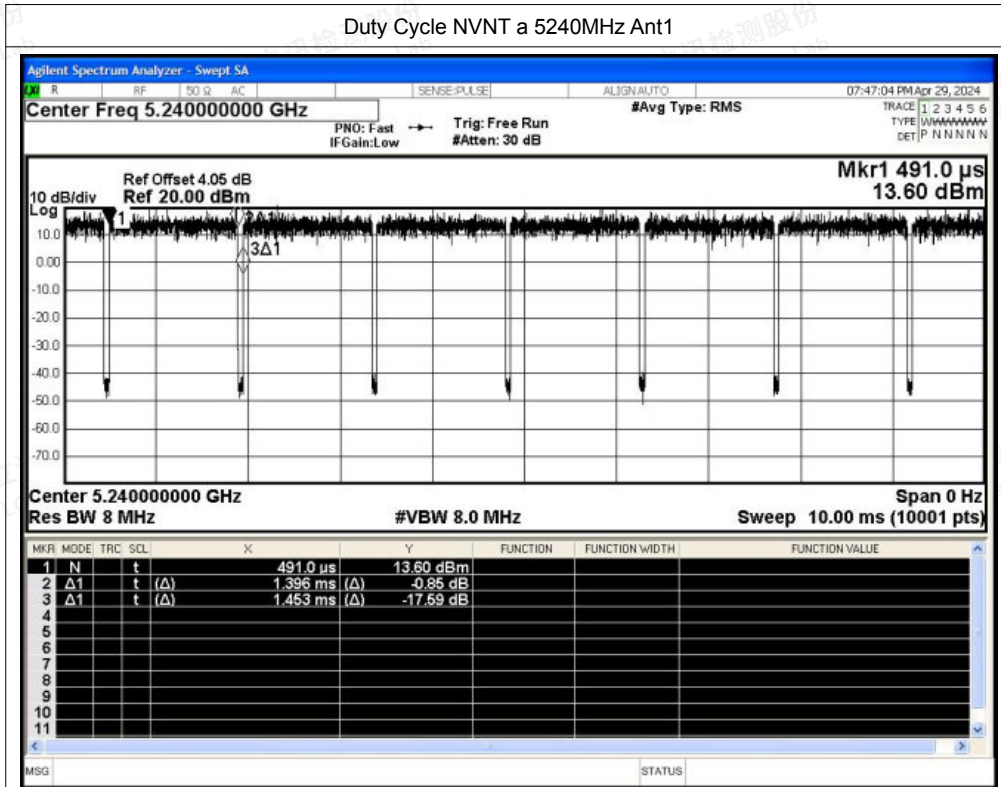 Duty Cycle NVNT a 5240MHz Ant1
Agilent Spectrum Analyzer - Swept SA
LXI R RF 50 Ω AC SENSE:PULSE ALIGNAUTO 07:47:04 PM Apr 29, 2024
Center Freq 5.240000000 GHz #Avg Type: RMS TRACE 1 2 3 4 5 6
PNO: Fast Trig: Free Run TYPE WWWWWW
IFGain:Low #Atten: 30 dB DET P N N N N N
Mkr1 491.0 µs
Ref Offset 4.05 dB
10 dB/div Ref 20.00 dBm 13.60 dBm
Log
1 2Δ1
10.0
3Δ1
0.00
-10.0
-20.0
-30.0
-40.0
-50.0
-60.0
-70.0
Center 5.240000000 GHz Span 0 Hz
Res BW 8 MHz #VBW 8.0 MHz Sweep 10.00 ms (10001 pts)
MKR MODE TRC SCL X Y FUNCTION FUNCTION WIDTH FUNCTION VALUE
1 N t 491.0 µs 13.60 dBm
2 Δ1 t (Δ) 1.396 ms (Δ) -0.85 dB
3 Δ1 t (Δ) 1.453 ms (Δ) -17.59 dB
4
5
6
7
8
9
10
11
MSG STATUS